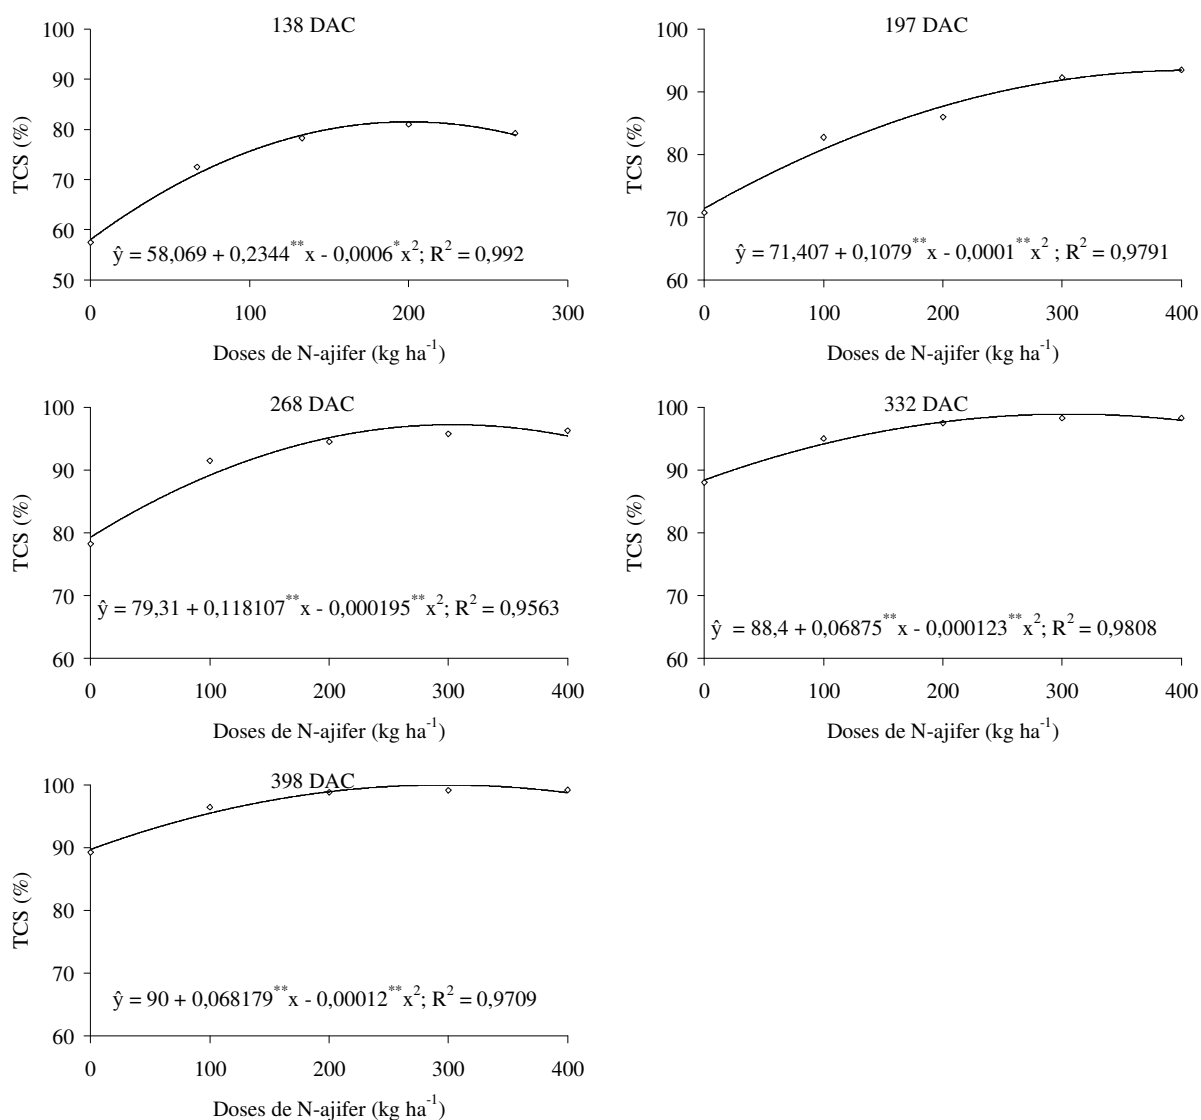 138 DAC
100
90
80
70
60
50
TCS (%)
ŷ = 58,069 + 0,2344**x - 0,0006*x²; R² = 0,992
0 100 200 300
Doses de N-ajifer (kg ha⁻¹)
197 DAC
100
90
80
70
60
TCS (%)
ŷ = 71,407 + 0,1079**x - 0,0001**x² ; R² = 0,9791
0 100 200 300 400
Doses de N-ajifer (kg ha⁻¹)
268 DAC
100
90
80
70
60
TCS (%)
ŷ = 79,31 + 0,118107**x - 0,000195**x²; R² = 0,9563
0 100 200 300 400
Doses de N-ajifer (kg ha⁻¹)
332 DAC
100
90
80
70
60
TCS (%)
ŷ = 88,4 + 0,06875**x - 0,000123**x²; R² = 0,9808
0 100 200 300 400
Doses de N-ajifer (kg ha⁻¹)
398 DAC
100
90
80
70
60
TCS (%)
ŷ = 90 + 0,068179**x - 0,00012**x²; R² = 0,9709
0 100 200 300 400
Doses de N-ajifer (kg ha⁻¹)